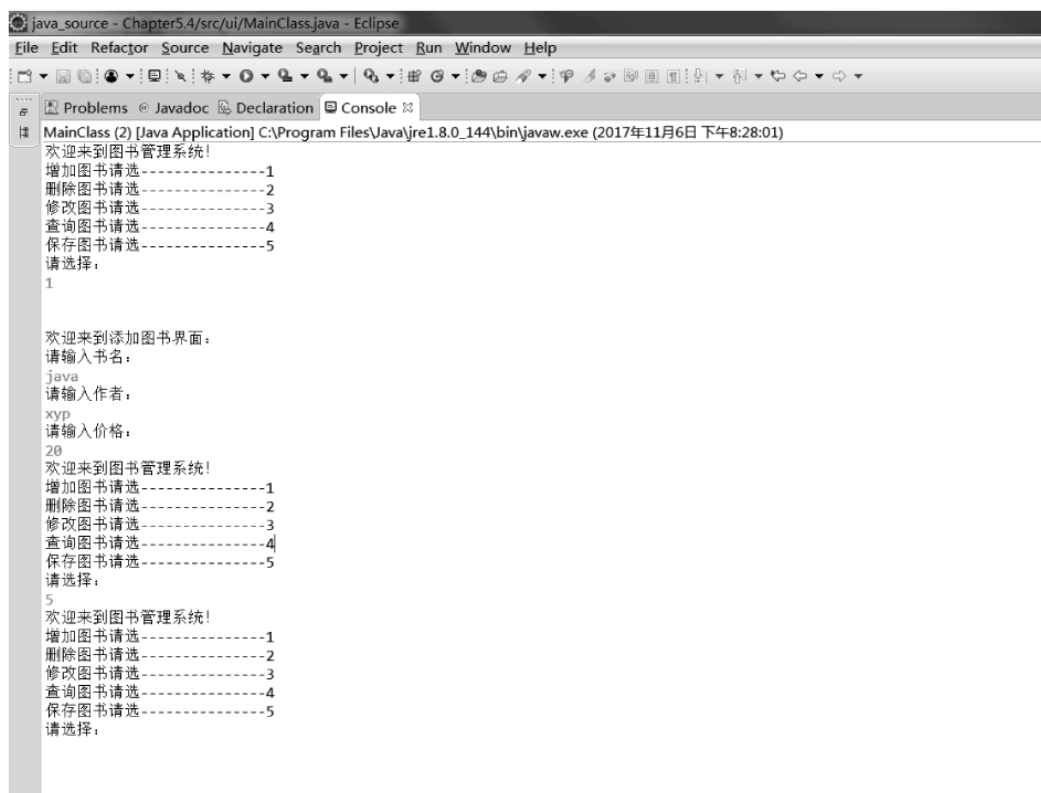 java_source - Chapter5.4/src/ui/MainClass.java - Eclipse
File Edit Refactor Source Navigate Search Project Run Window Help
Problems @ Javadoc Declaration Console
MainClass (2) [Java Application] C:\Program Files\Java\jre1.8.0_144\bin\javaw.exe (2017年11月6日 下午8:28:01)
欢迎来到图书管理系统!
增加图书请选---------------1
删除图书请选---------------2
修改图书请选---------------3
查询图书请选---------------4
保存图书请选---------------5
请选择:
1
欢迎来到添加图书界面:
请输入书名:
java
请输入作者:
xyp
请输入价格:
20
欢迎来到图书管理系统!
增加图书请选---------------1
删除图书请选---------------2
修改图书请选---------------3
查询图书请选---------------4
保存图书请选---------------5
请选择:
5
欢迎来到图书管理系统!
增加图书请选---------------1
删除图书请选---------------2
修改图书请选---------------3
查询图书请选---------------4
保存图书请选---------------5
请选择: